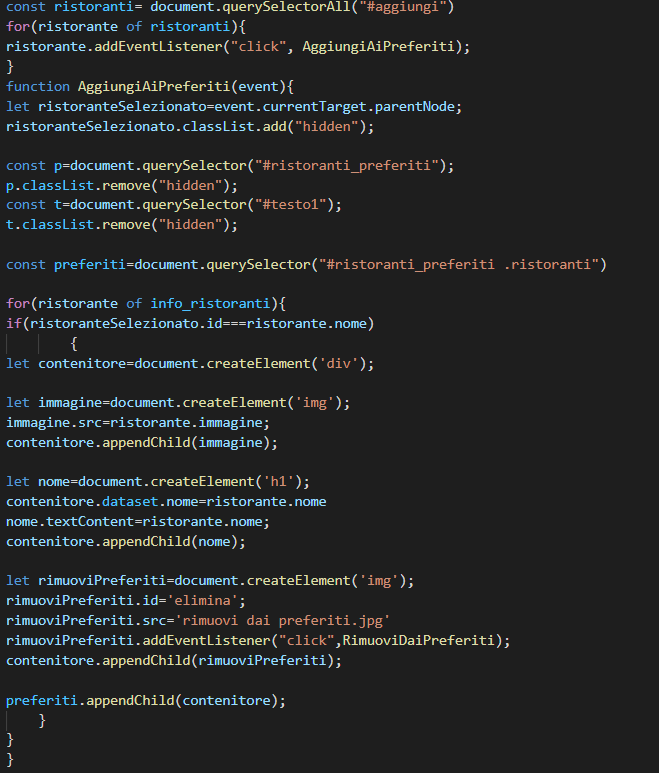 const ristoranti= document.querySelectorAll("#aggiungi")
for(ristorante of ristoranti){
ristorante.addEventListener("click", AggiungiAiPreferiti);
}
function AggiungiAiPreferiti(event){
let ristoranteSelezionato=event.currentTarget.parentNode;
ristoranteSelezionato.classList.add("hidden");
const p=document.querySelector("#ristoranti_preferiti");
p.classList.remove("hidden");
const t=document.querySelector("#testo1");
t.classList.remove("hidden");
const preferiti=document.querySelector("#ristoranti_preferiti .ristoranti")
for(ristorante of info_ristoranti){
if(ristoranteSelezionato.id===ristorante.nome)
{
let contenitore=document.createElement('div');
let immagine=document.createElement('img');
immagine.src=ristorante.immagine;
contenitore.appendChild(immagine);
let nome=document.createElement('h1');
contenitore.dataset.nome=ristorante.nome
nome.textContent=ristorante.nome;
contenitore.appendChild(nome);
let rimuoviPreferiti=document.createElement('img');
rimuoviPreferiti.id='elimina';
rimuoviPreferiti.src='rimuovi dai preferiti.jpg'
rimuoviPreferiti.addEventListener("click",RimuoviDaiPreferiti);
contenitore.appendChild(rimuoviPreferiti);
preferiti.appendChild(contenitore);
}
}
}